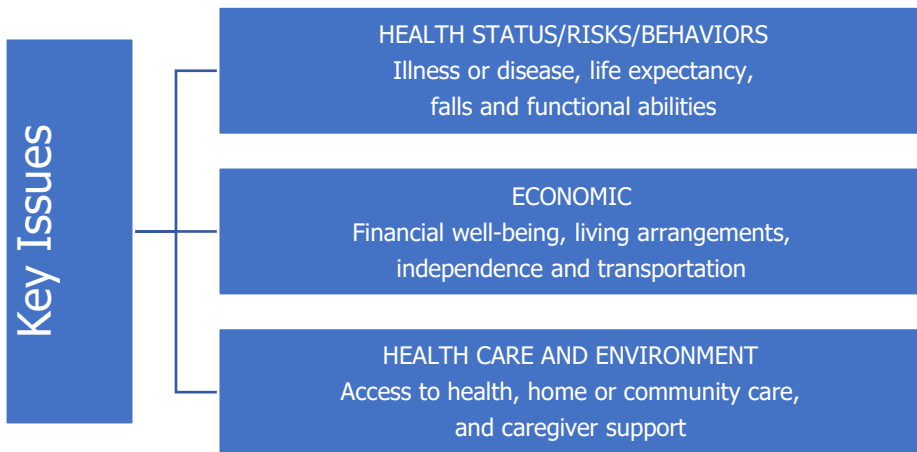 Key Issues
HEALTH STATUS/RISKS/BEHAVIORS
Illness or disease, life expectancy,
falls and functional abilities
ECONOMIC
Financial well-being, living arrangements,
independence and transportation
HEALTH CARE AND ENVIRONMENT
Access to health, home or community care,
and caregiver support